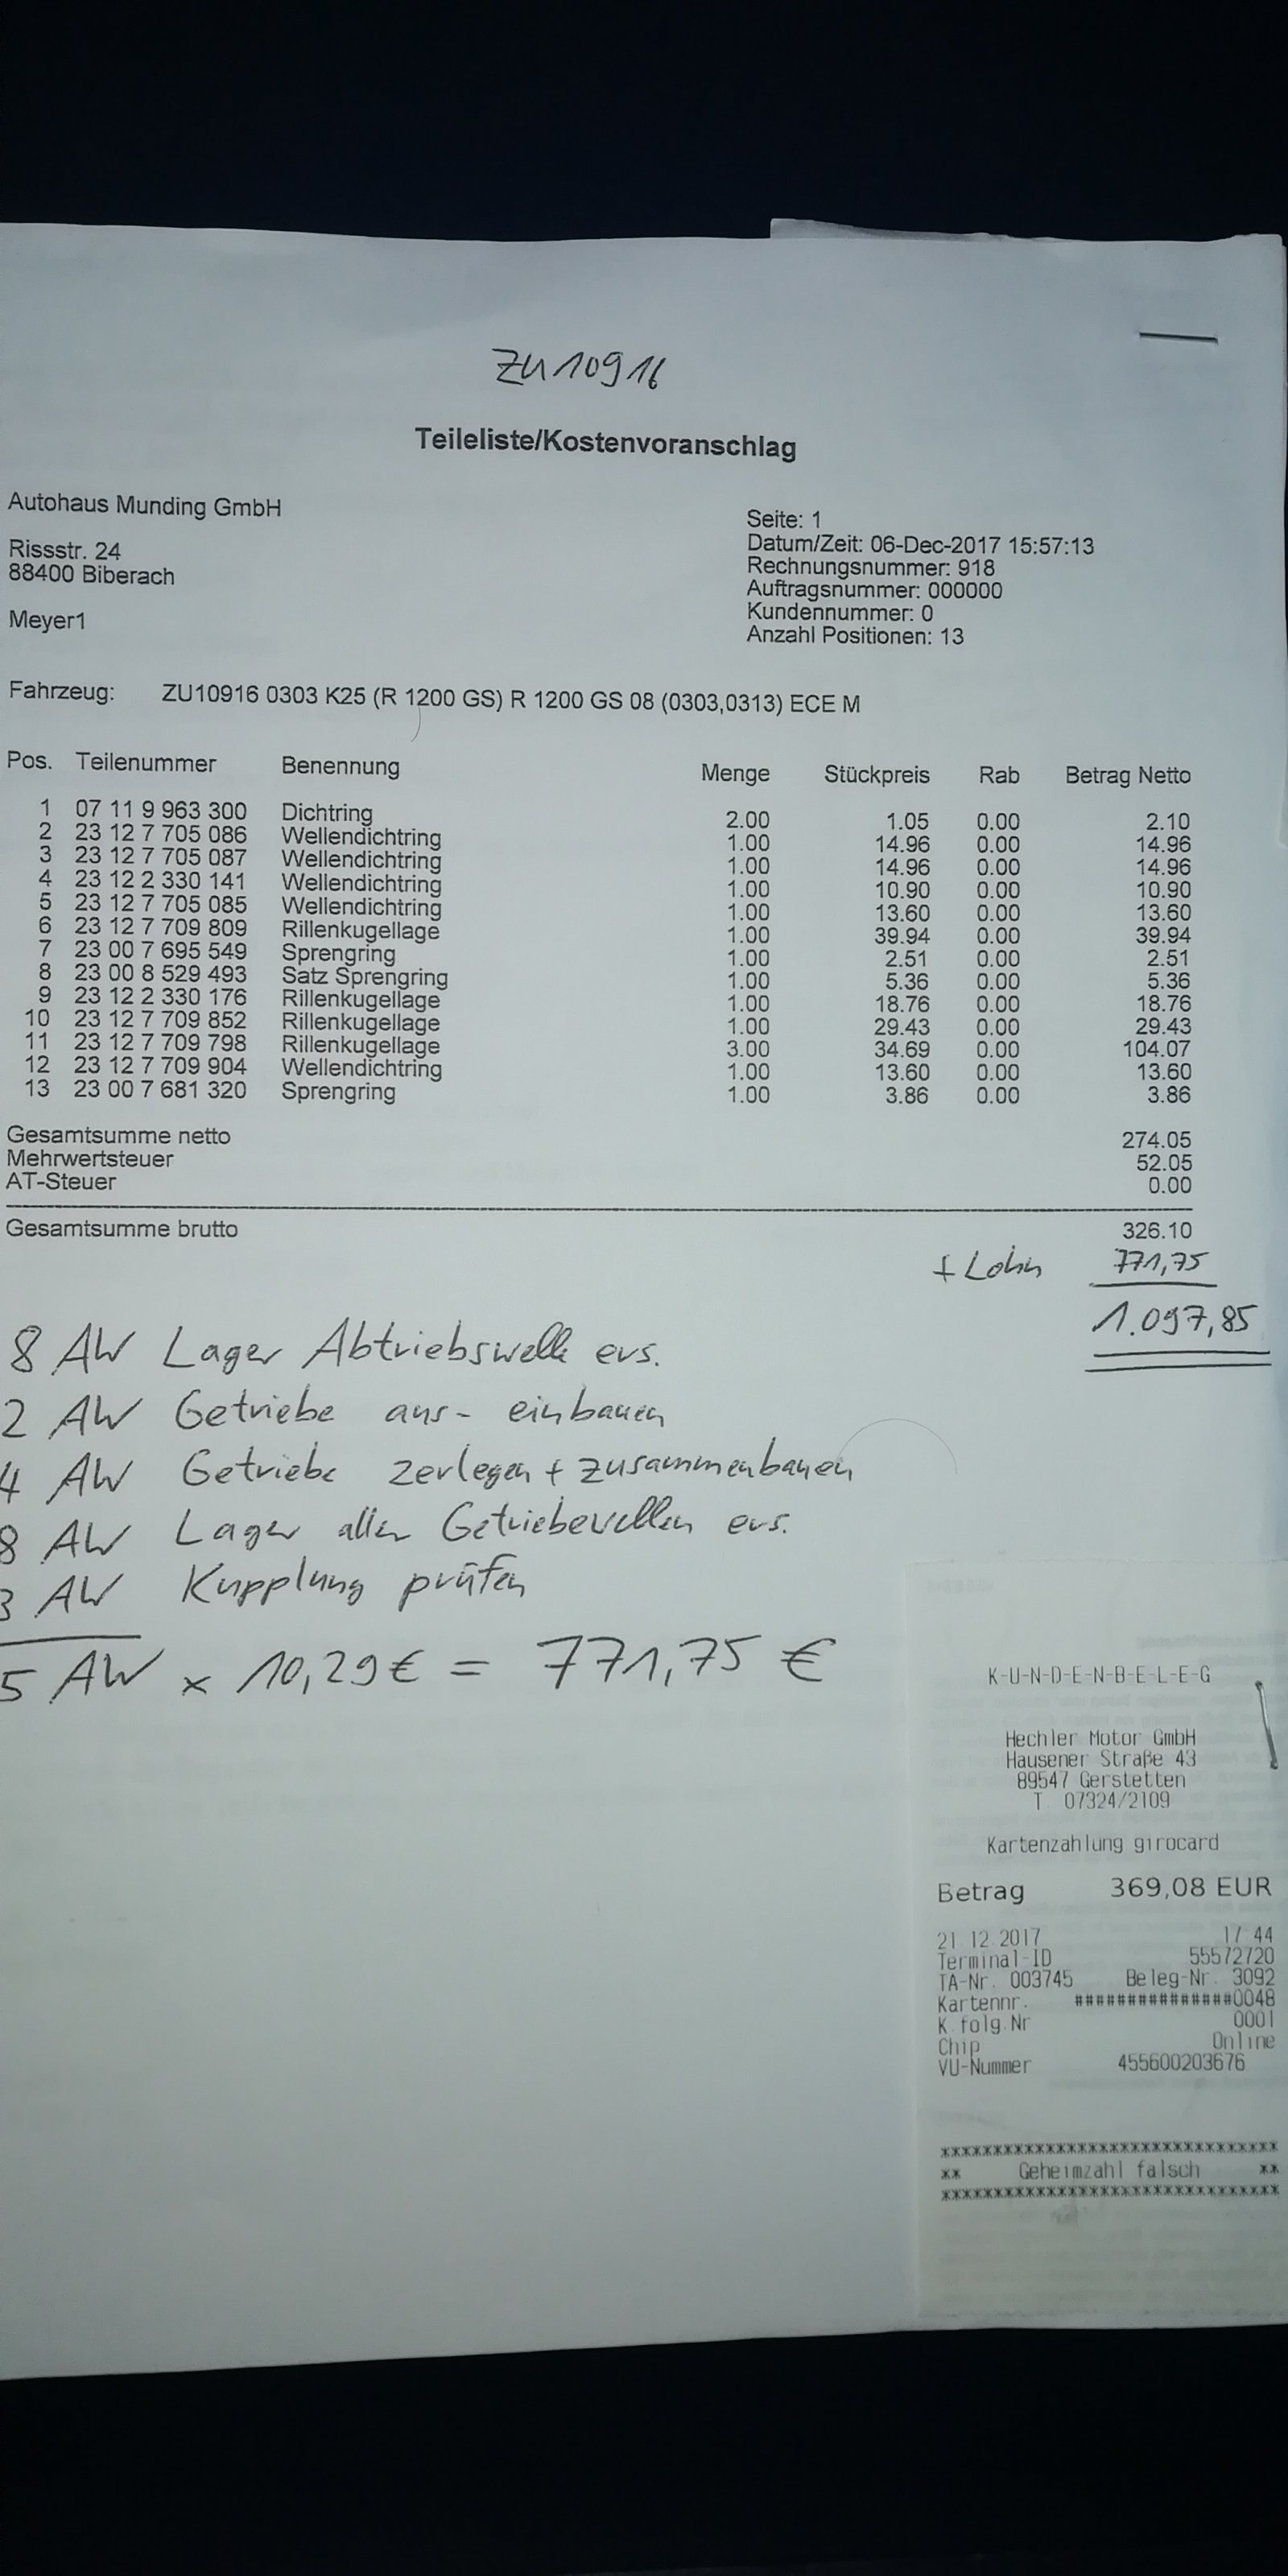 ZU10916
Teileliste/Kostenvoranschlag
Autohaus Munding GmbH
Rissstr. 24
88400 Biberach
Meyer1
Seite: 1
Datum/Zeit: 06-Dec-2017 15:57:13
Rechnungsnummer: 918
Auftragsnummer: 000000
Kundennummer: 0
Anzahl Positionen: 13
Fahrzeug: ZU10916 0303 K25 (R 1200 GS) R 1200 GS 08 (0303,0313) ECE M
Pos. Teilenummer Benennung Menge Stückpreis Rab Betrag Netto
1 07 11 9 963 300 Dichtring 2.00 1.05 0.00 2.10
2 23 12 7 705 086 Wellendichtring 1.00 14.96 0.00 14.96
3 23 12 7 705 087 Wellendichtring 1.00 14.96 0.00 14.96
4 23 12 2 330 141 Wellendichtring 1.00 10.90 0.00 10.90
5 23 12 7 705 085 Wellendichtring 1.00 13.60 0.00 13.60
6 23 12 7 709 809 Rillenkugellage 1.00 39.94 0.00 39.94
7 23 00 7 695 549 Sprengring 1.00 2.51 0.00 2.51
8 23 00 8 529 493 Satz Sprengring 1.00 5.36 0.00 5.36
9 23 12 2 330 176 Rillenkugellage 1.00 18.76 0.00 18.76
10 23 12 7 709 852 Rillenkugellage 1.00 29.43 0.00 29.43
11 23 12 7 709 798 Rillenkugellage 3.00 34.69 0.00 104.07
12 23 12 7 709 904 Wellendichtring 1.00 13.60 0.00 13.60
13 23 00 7 681 320 Sprengring 1.00 3.86 0.00 3.86
Gesamtsumme netto 274.05
Mehrwertsteuer 52.05
AT-Steuer 0.00
Gesamtsumme brutto 326.10
+ Lohn 771,75
1.097,85
8 AW Lager Abtriebswelle ers.
2 AW Getriebe aus- einbauen
4 AW Getriebe zerlegen + zusammenbauen
8 AW Lager aller Getriebewellen ers.
3 AW Kupplung prüfen
5 AW x 10,29€ = 771,75 €
K-U-N-D-E-N-B-E-L-E-G
Hechler Motor GmbH
Hausener Straße 43
89547 Gerstetten
T. 07324/2109
Kartenzahlung girocard
Betrag 369,08 EUR
21.12.2017 17:44
Terminal-ID 55572720
TA-Nr. 003745 Beleg-Nr. 3092
Kartennr. ###############0048
K.folg.Nr 0001
Chip Online
VU-Nummer 455600203676
********************************
** Geheimzahl falsch **
********************************